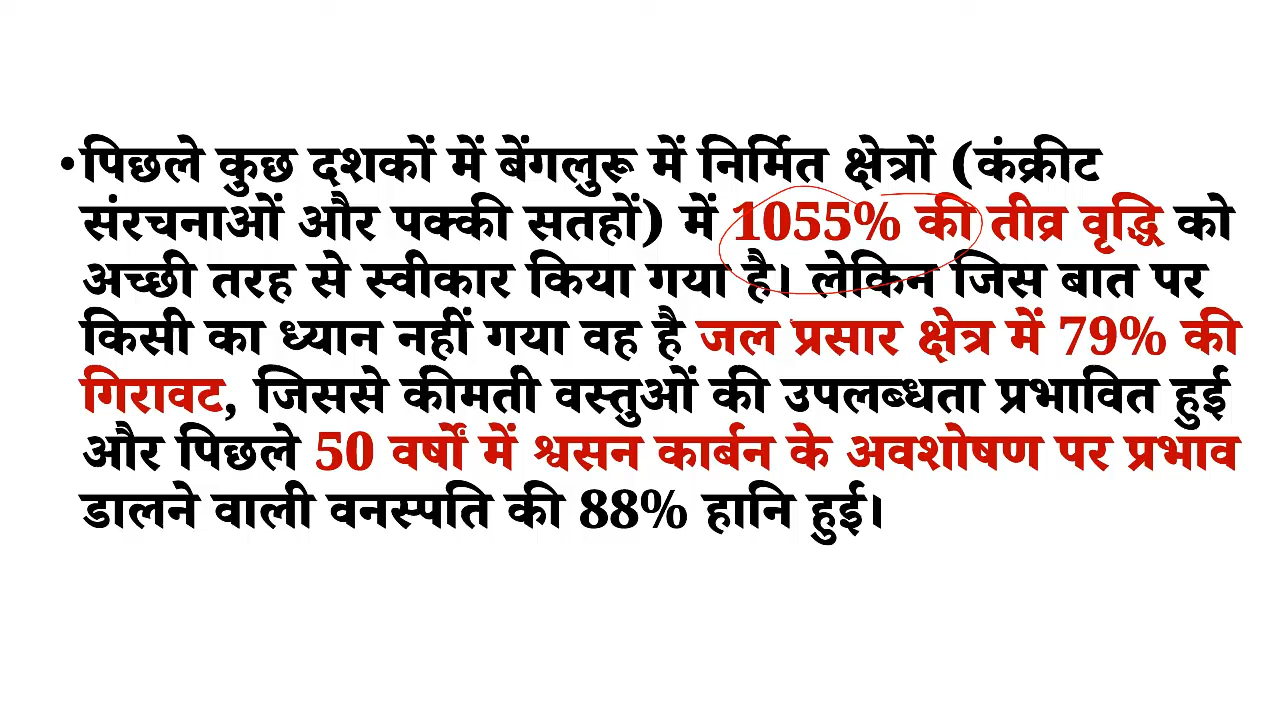 •पिछले कुछ दशकों में बेंगलुरू में निर्मित क्षेत्रों (कंक्रीट
संरचनाओं और पक्की सतहों) में 1055% की तीव्र वृद्धि को
अच्छी तरह से स्वीकार किया गया है। लेकिन जिस बात पर
किसी का ध्यान नहीं गया वह है जल प्रसार क्षेत्र में 79% की
गिरावट, जिससे कीमती वस्तुओं की उपलब्धता प्रभावित हुई
और पिछले 50 वर्षों में श्वसन कार्बन के अवशोषण पर प्रभाव
डालने वाली वनस्पति की 88% हानि हुई।